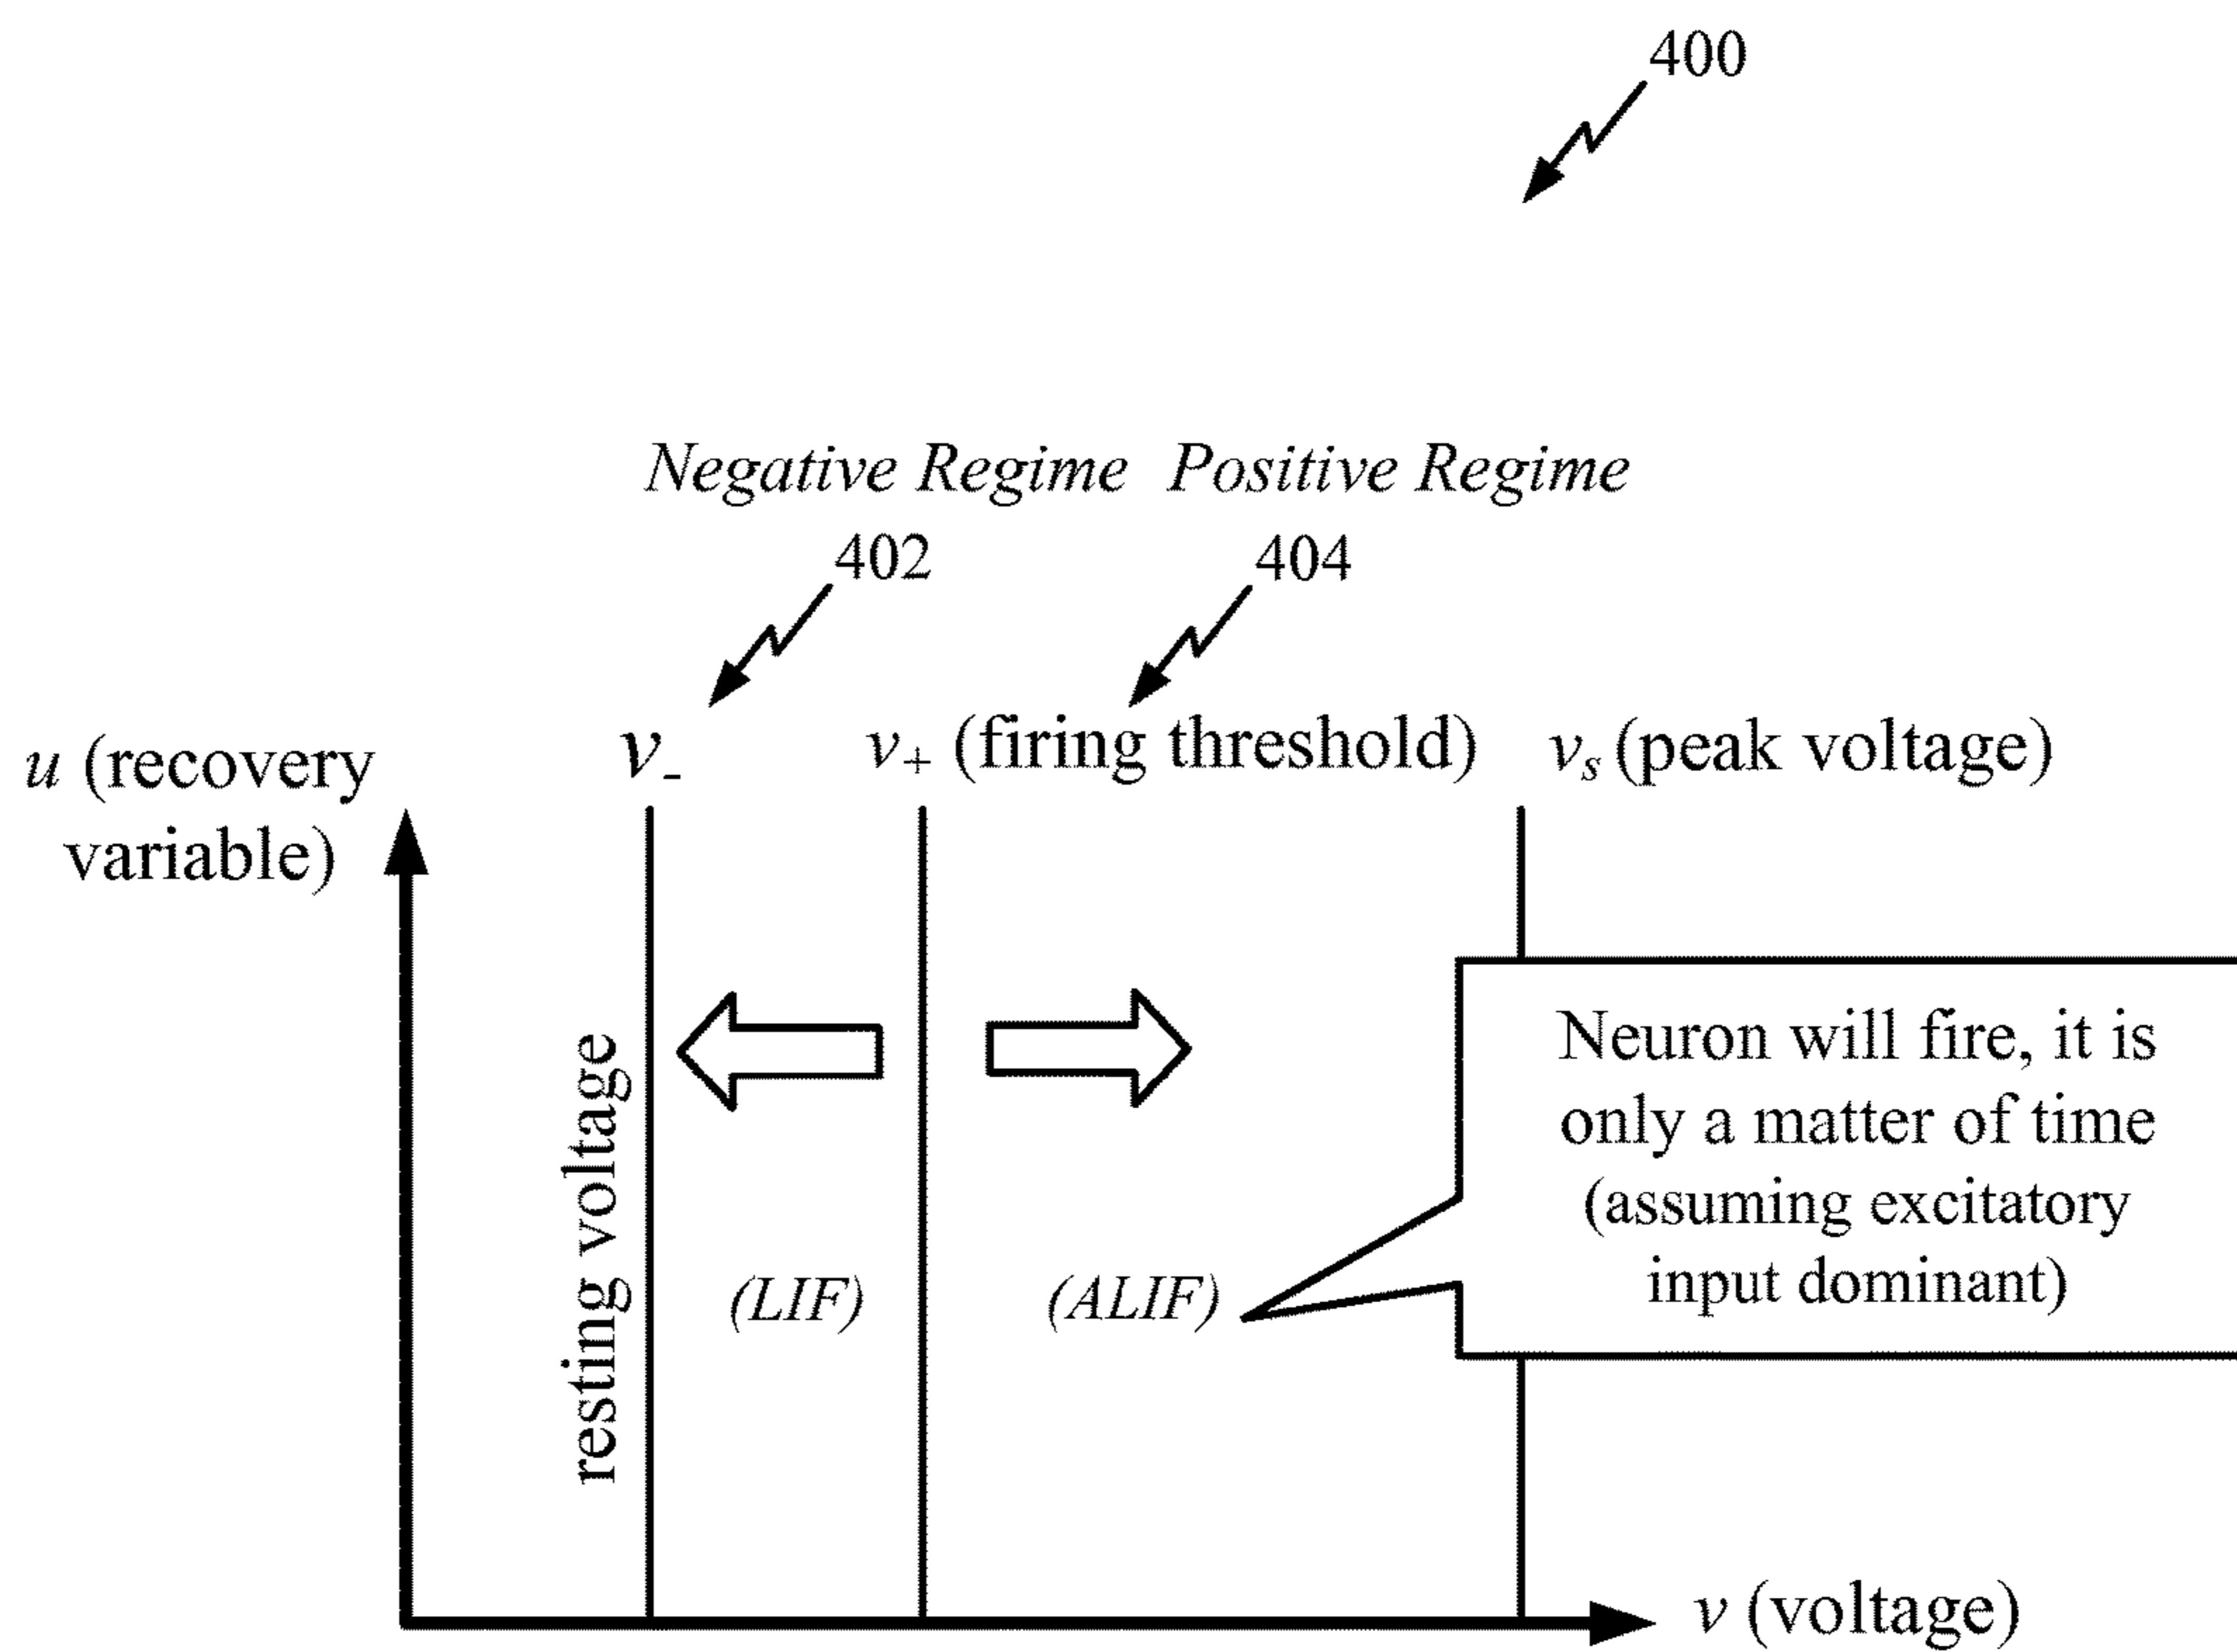 400
Negative Regime Positive Regime
402 404
u (recovery
variable)
v- v+ (firing threshold) vs (peak voltage)
resting voltage
(LIF) (ALIF)
Neuron will fire, it is
only a matter of time
(assuming excitatory
input dominant)
v (voltage)